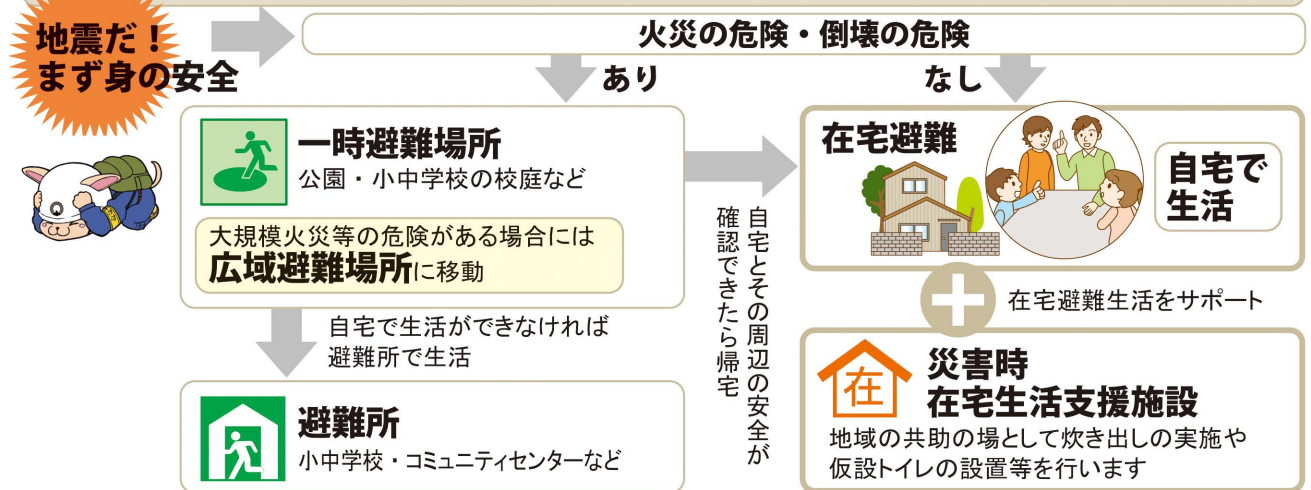 地震だ！
まず身の安全
火災の危険・倒壊の危険
あり
なし
一時避難場所
公園・小中学校の校庭など
大規模火災等の危険がある場合には
広域避難場所に移動
自宅で生活ができなければ
避難所で生活
避難所
小中学校・コミュニティセンターなど
自宅とその周辺の安全が
確認できたら帰宅
在宅避難
自宅で
生活
在宅避難生活をサポート
在
災害時
在宅生活支援施設
地域の共助の場として炊き出しの実施や
仮設トイレの設置等を行います